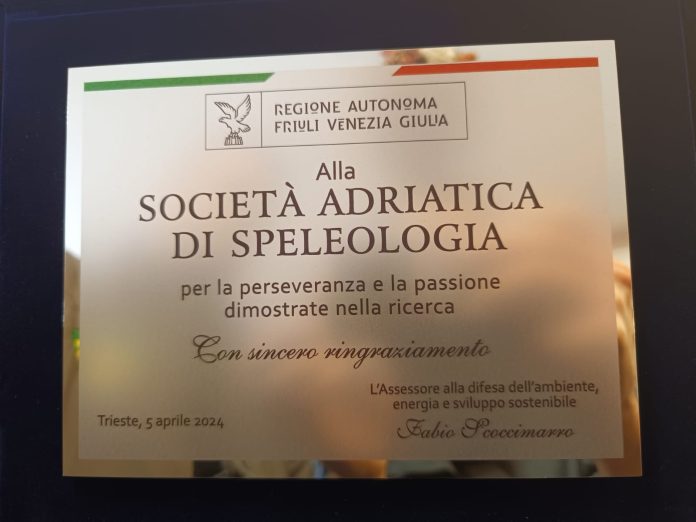 REGIONE AUTONOMA
FRIULI VENEZIA GIULIA
Alla
SOCIETÀ ADRIATICA
DI SPELEOLOGIA
per la perseveranza e la passione
dimostrate nella ricerca
Con sincero ringraziamento
L'Assessore alla difesa dell'ambiente,
energia e sviluppo sostenibile
Trieste, 5 aprile 2024
Fabio Scoccimarro